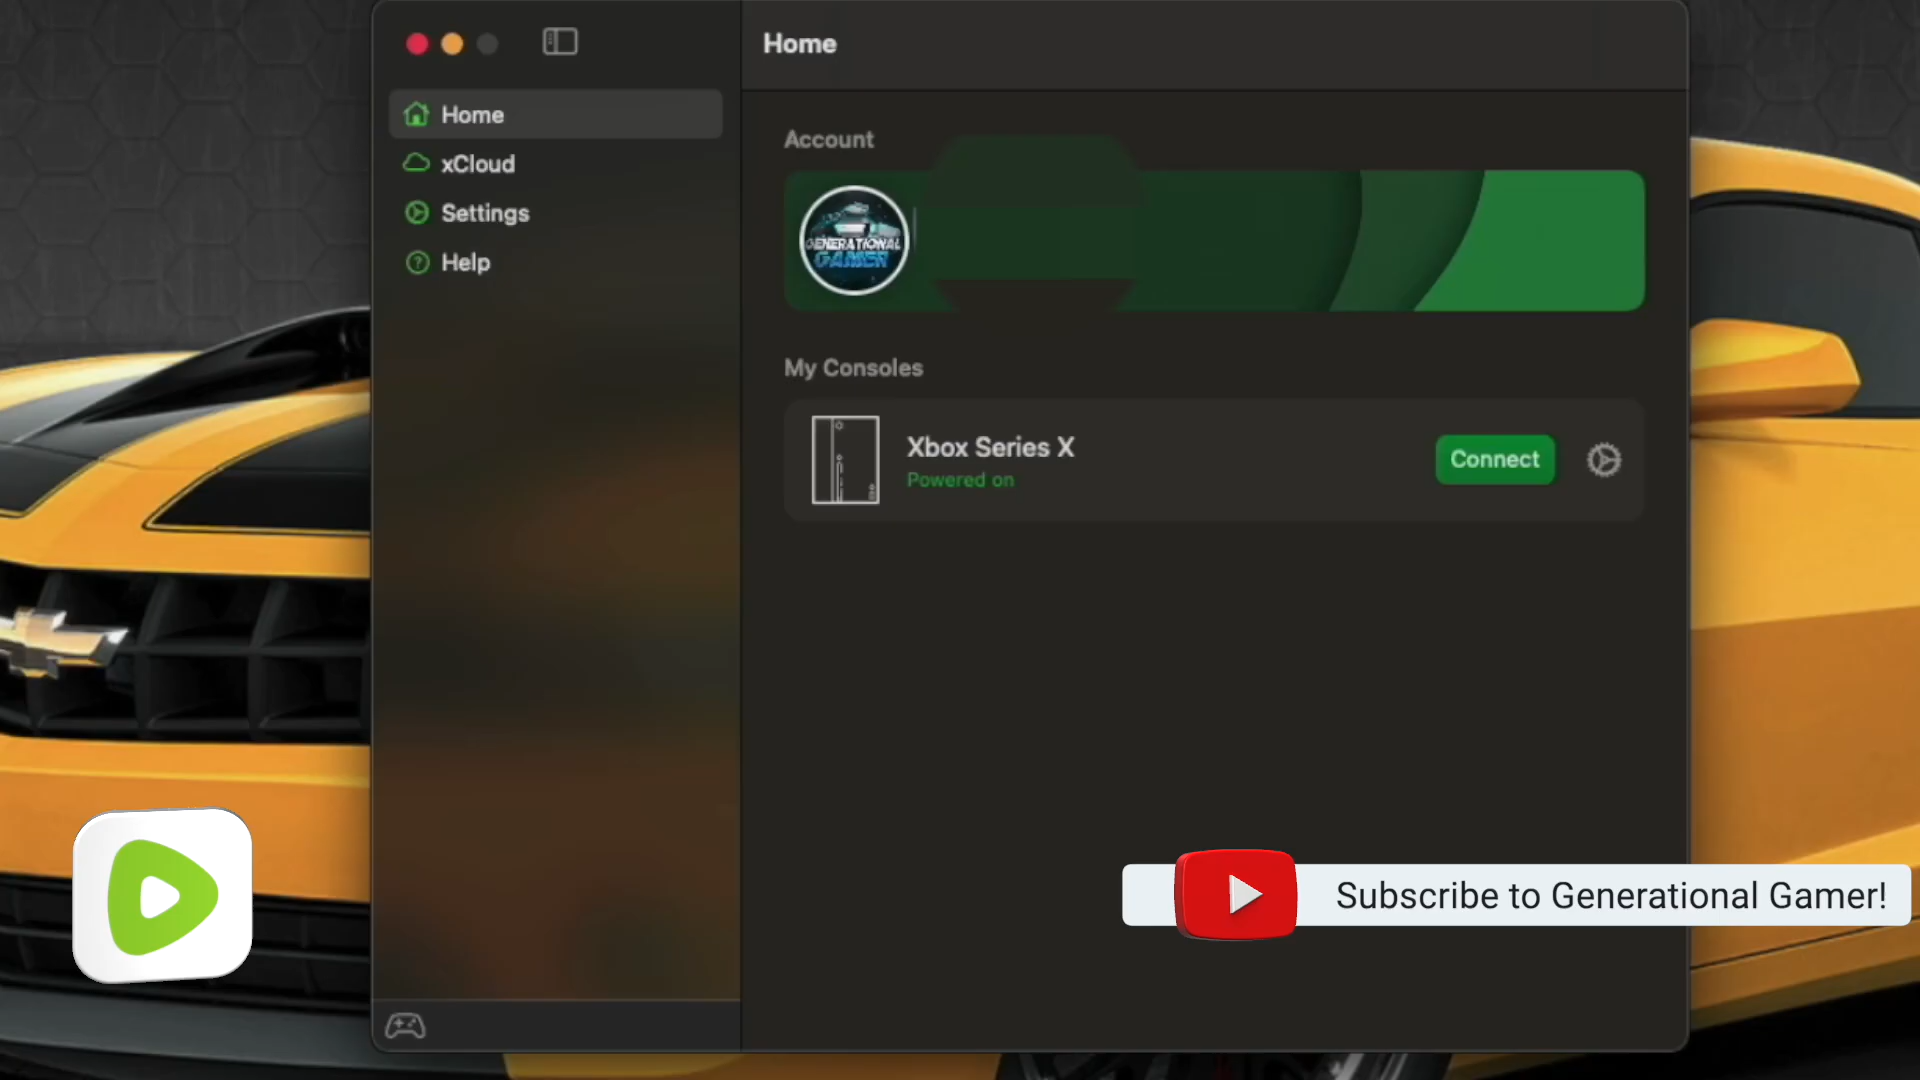 Home
Home
xCloud
Settings
Help
Account
GENERATIONAL
GAMER
My Consoles
Xbox Series X
Powered on
Connect
Subscribe to Generational Gamer!